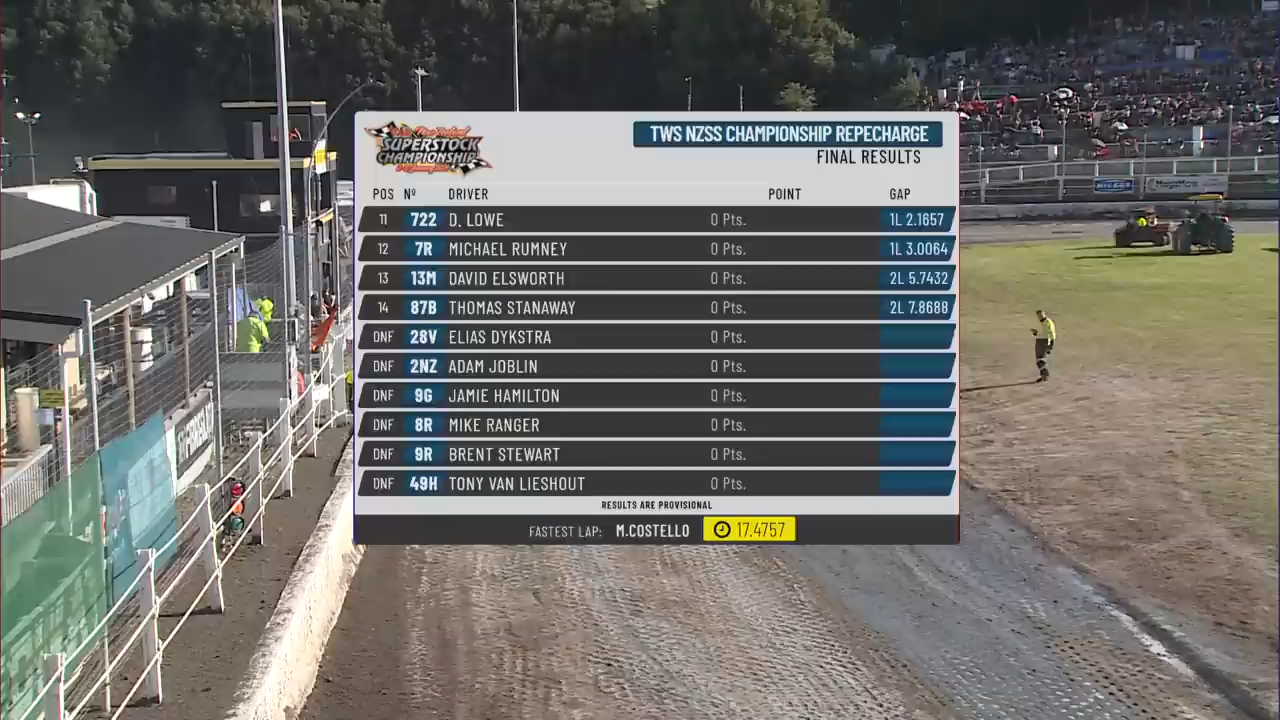 New Zealand
SUPERSTOCK
CHAMPIONSHIP
TWS NZSS CHAMPIONSHIP REPECHARGE
FINAL RESULTS
POS Nº DRIVER POINT GAP
11 722 D. LOWE 0 Pts. 1L 2.1657
12 7R MICHAEL RUMNEY 0 Pts. 1L 3.0064
13 13M DAVID ELSWORTH 0 Pts. 2L 5.7432
14 87B THOMAS STANAWAY 0 Pts. 2L 7.8688
DNF 28V ELIAS DYKSTRA 0 Pts.
DNF 2NZ ADAM JOBLIN 0 Pts.
DNF 9G JAMIE HAMILTON 0 Pts.
DNF 8R MIKE RANGER 0 Pts.
DNF 9R BRENT STEWART 0 Pts.
DNF 49H TONY VAN LIESHOUT 0 Pts.
RESULTS ARE PROVISIONAL
FASTEST LAP: M.COSTELLO 17.4757